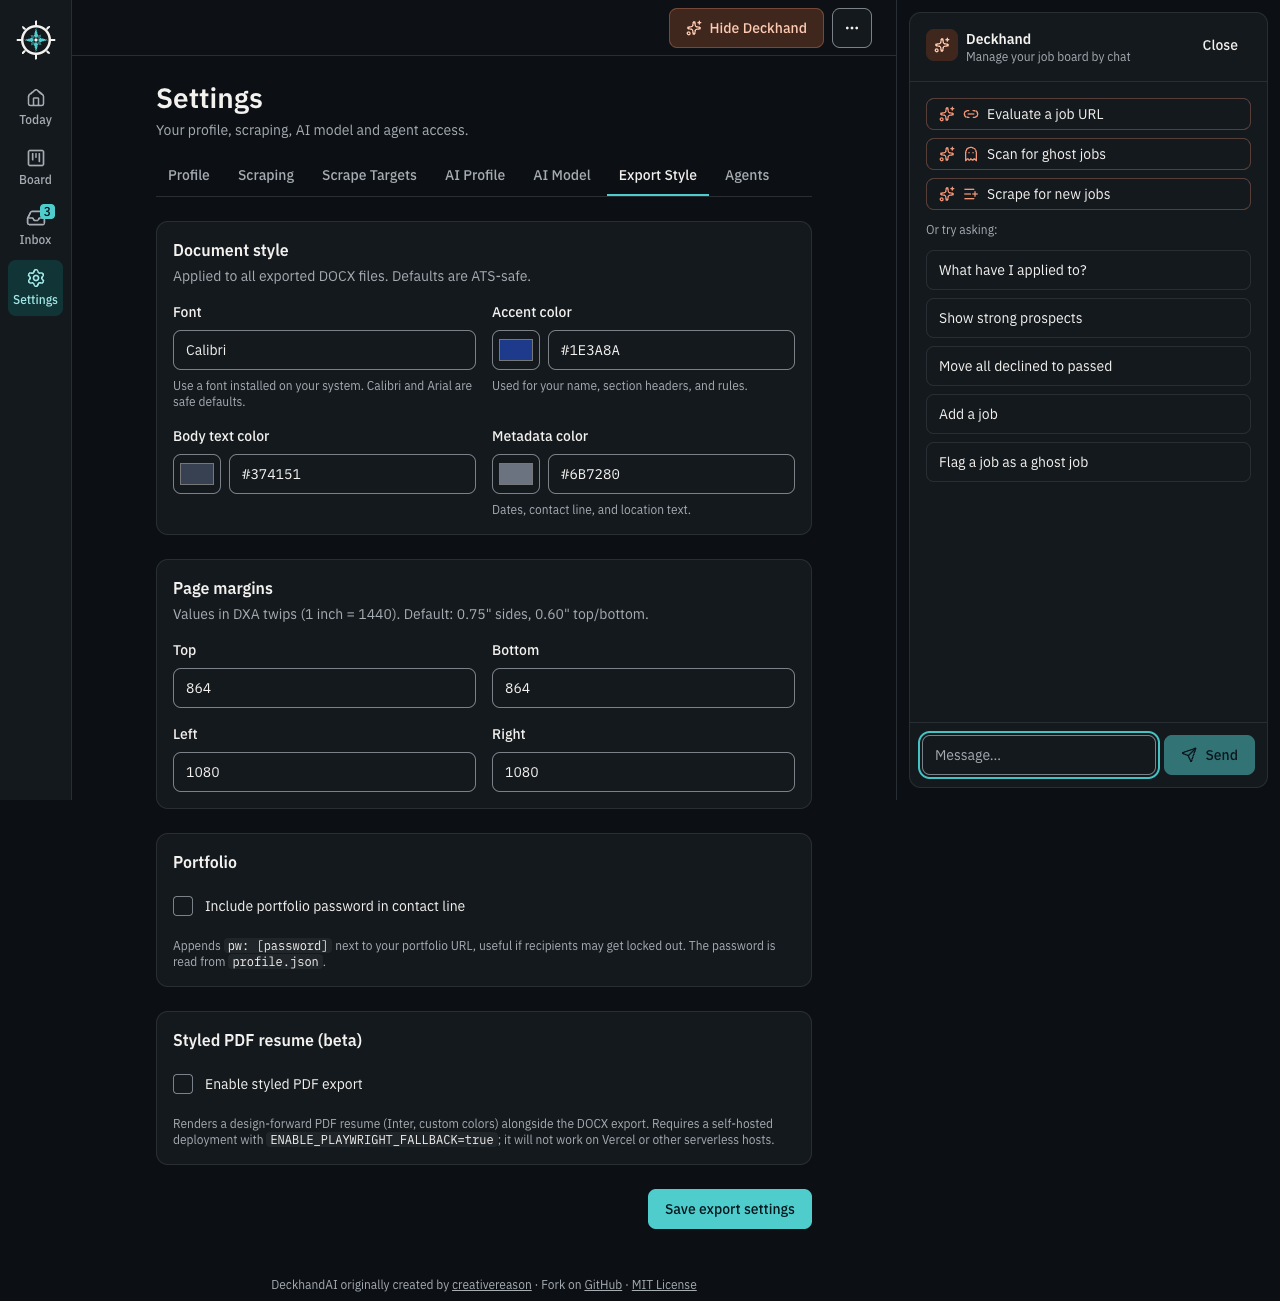 Today
Board
3
Inbox
Settings
Hide Deckhand
...
Settings
Your profile, scraping, AI model and agent access.
Profile
Scraping
Scrape Targets
AI Profile
AI Model
Export Style
Agents
Document style
Applied to all exported DOCX files. Defaults are ATS-safe.
Font
Calibri
Use a font installed on your system. Calibri and Arial are
safe defaults.
Accent color
#1E3A8A
Used for your name, section headers, and rules.
Body text color
#374151
Metadata color
#6B7280
Dates, contact line, and location text.
Page margins
Values in DXA twips (1 inch = 1440). Default: 0.75" sides, 0.60" top/bottom.
Top
864
Bottom
864
Left
1080
Right
1080
Portfolio
Include portfolio password in contact line
Appends pw: [password] next to your portfolio URL, useful if recipients may get locked out. The password is
read from profile.json.
Styled PDF resume (beta)
Enable styled PDF export
Renders a design-forward PDF resume (Inter, custom colors) alongside the DOCX export. Requires a self-hosted
deployment with ENABLE_PLAYWRIGHT_FALLBACK=true; it will not work on Vercel or other serverless hosts.
Save export settings
DeckhandAI originally created by creativereason · Fork on GitHub · MIT License
Deckhand
Manage your job board by chat
Close
Evaluate a job URL
Scan for ghost jobs
Scrape for new jobs
Or try asking:
What have I applied to?
Show strong prospects
Move all declined to passed
Add a job
Flag a job as a ghost job
Message...
Send